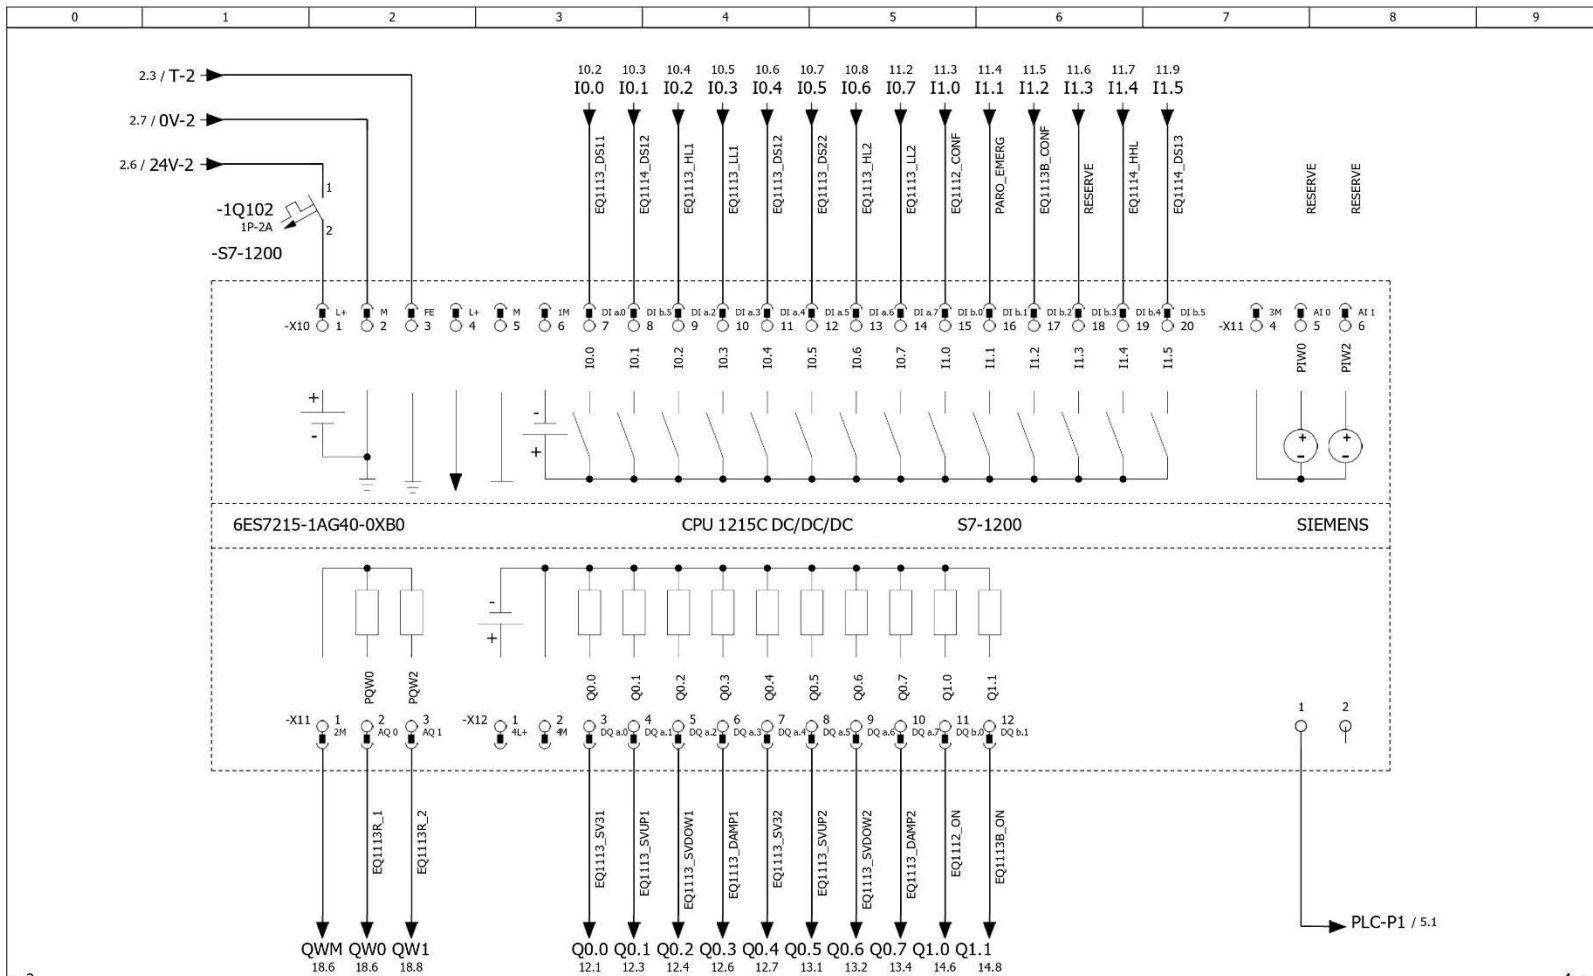 0 1 2 3 4 5 6 7 8 9
2.3 / T-2
2.7 / 0V-2
2.6 / 24V-2
1
-1Q102
1P-2A
2
-S7-1200
10.2 10.3 10.4 10.5 10.6 10.7 10.8 11.2 11.3 11.4 11.5 11.6 11.7 11.9
I0.0 I0.1 I0.2 I0.3 I0.4 I0.5 I0.6 I0.7 I1.0 I1.1 I1.2 I1.3 I1.4 I1.5
EQ1113_DS11
EQ1114_DS12
EQ1113_HL1
EQ1113_LL1
EQ1113_DS12
EQ1113_DS22
EQ1113_HL2
EQ1113_LL2
EQ1112_CONF
PARO_EMERG
EQ1113B_CONF
RESERVE
EQ1114_HHL
EQ1114_DS13
RESERVE
RESERVE
L+ M FE L+ M 1M DI a.0 DI b.5 DI a.2 DI a.3 DI a.4 DI a.5 DI a.6 DI a.7 DI b.0 DI b.1 DI b.2 DI b.3 DI b.4 DI b.5 3M AI 0 AI 1
-X10 1 2 3 4 5 6 7 8 9 10 11 12 13 14 15 16 17 18 19 20 -X11 4 5 6
I0.0 I0.1 I0.2 I0.3 I0.4 I0.5 I0.6 I0.7 I1.0 I1.1 I1.2 I1.3 I1.4 I1.5 PIW0 PIW2
+ - - + + - + -
6ES7215-1AG40-0XB0 CPU 1215C DC/DC/DC S7-1200 SIEMENS
- +
PQW0 PQW2 Q0.0 Q0.1 Q0.2 Q0.3 Q0.4 Q0.5 Q0.6 Q0.7 Q1.0 Q1.1
-X11 1 2 3 -X12 1 2 3 4 5 6 7 8 9 10 11 12 1 2
2M AQ 0 AQ 1 4L+ 4M DQ a.0 DQ a.1 DQ a.2 DQ a.3 DQ a.4 DQ a.5 DQ a.6 DQ a.7 DQ b.0 DQ b.1
EQ1113R_1
EQ1113R_2
EQ1113_SV31
EQ1113_SVUP1
EQ1113_SVDOW1
EQ1113_DAMP1
EQ1113_SV32
EQ1113_SVUP2
EQ1113_SVDOW2
EQ1113_DAMP2
EQ1112_ON
EQ1113B_ON
PLC-P1 / 5.1
QWM QW0 QW1 Q0.0 Q0.1 Q0.2 Q0.3 Q0.4 Q0.5 Q0.6 Q0.7 Q1.0 Q1.1
18.6 18.6 18.8 12.1 12.3 12.4 12.6 12.7 13.1 13.2 13.4 14.6 14.8